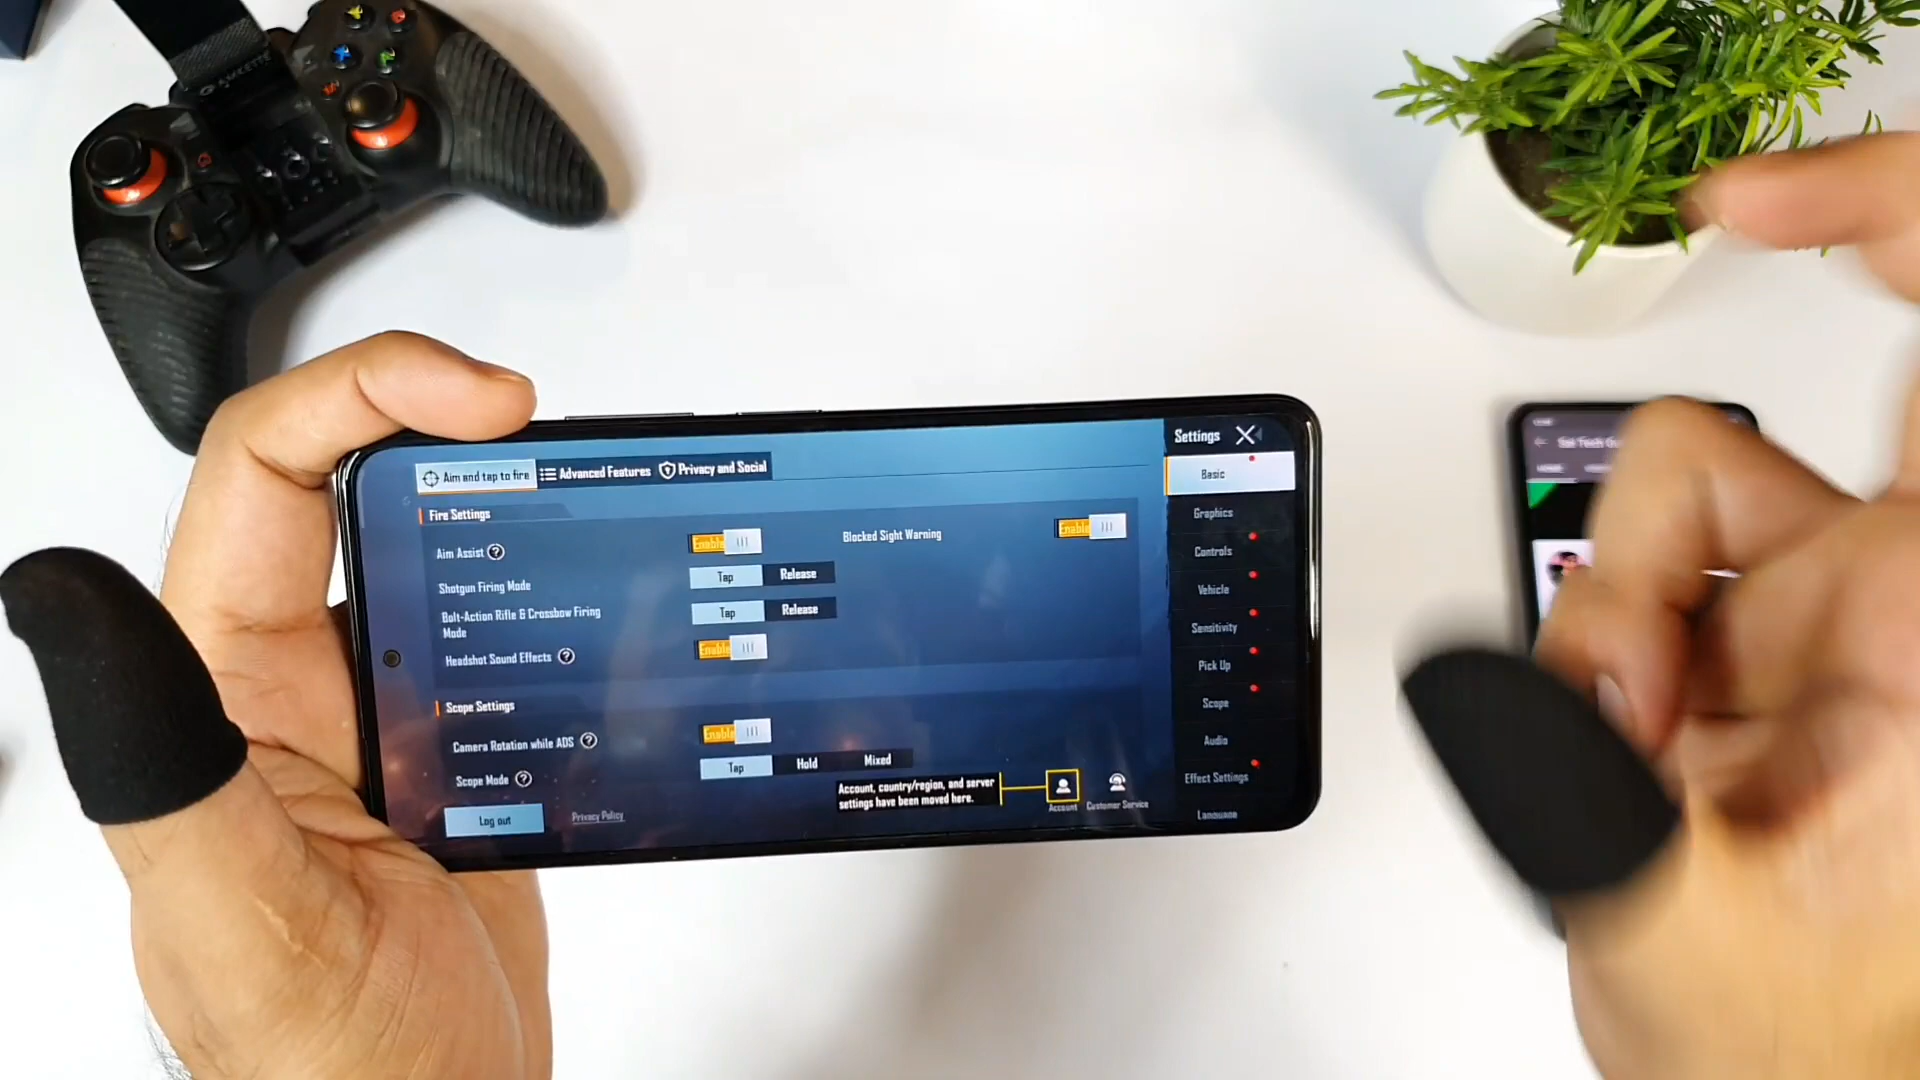 Settings
Aim and tap to fire
Advanced Features
Privacy and Social
Basic
Fire Settings
Graphics
Aim Assist ?
Enable
Blocked Sight Warning
Enable
Controls
Shotgun Firing Mode
Tap
Release
Vehicle
Bolt-Action Rifle & Crossbow Firing
Mode
Tap
Release
Sensitivity
Headshot Sound Effects ?
Enable
Pick Up
Scope Settings
Scope
Camera Rotation while ADS ?
Enable
Audio
Scope Mode ?
Tap
Hold
Mixed
Effect Settings
Account, country/region, and server
settings have been moved here.
Account
Customer Service
Language
Log out
Privacy Policy